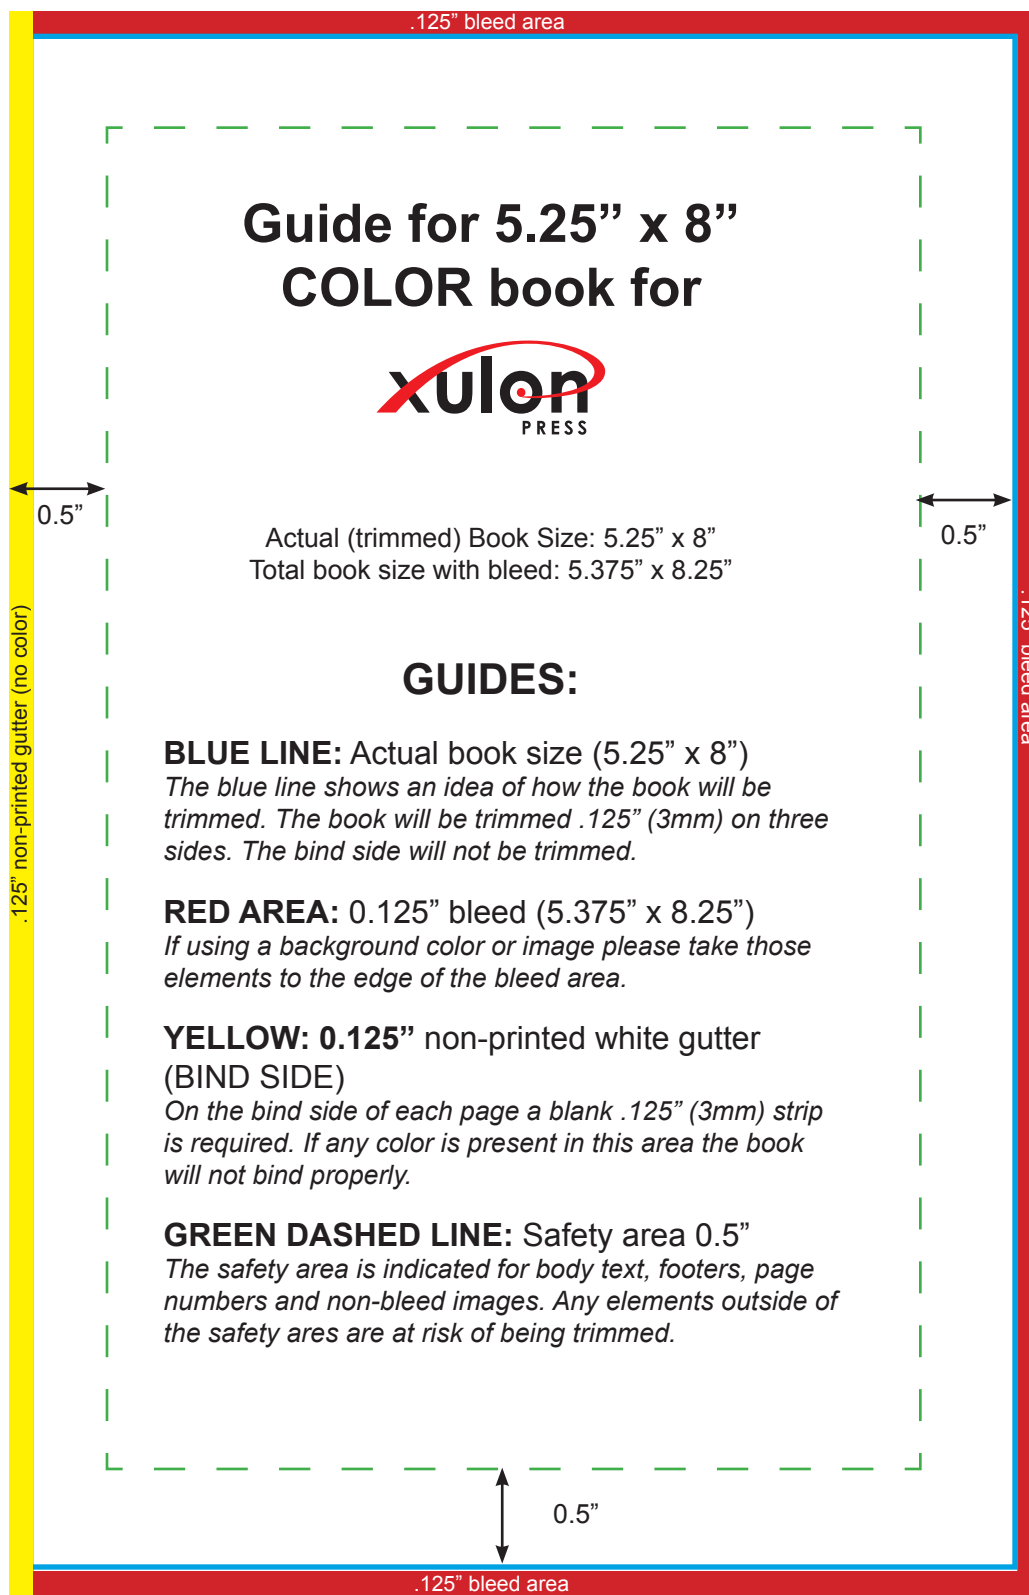 .125” bleed area
Guide for 5.25” x 8”
COLOR book for
xulon
PRESS
0.5”
0.5”
Actual (trimmed) Book Size: 5.25” x 8”
Total book size with bleed: 5.375” x 8.25”
.125” non-printed gutter (no color)
.125” bleed area
GUIDES:
BLUE LINE: Actual book size (5.25” x 8”)
The blue line shows an idea of how the book will be
trimmed. The book will be trimmed .125” (3mm) on three
sides. The bind side will not be trimmed.
RED AREA: 0.125” bleed (5.375” x 8.25”)
If using a background color or image please take those
elements to the edge of the bleed area.
YELLOW: 0.125” non-printed white gutter
(BIND SIDE)
On the bind side of each page a blank .125” (3mm) strip
is required. If any color is present in this area the book
will not bind properly.
GREEN DASHED LINE: Safety area 0.5”
The safety area is indicated for body text, footers, page
numbers and non-bleed images. Any elements outside of
the safety ares are at risk of being trimmed.
0.5”
.125” bleed area